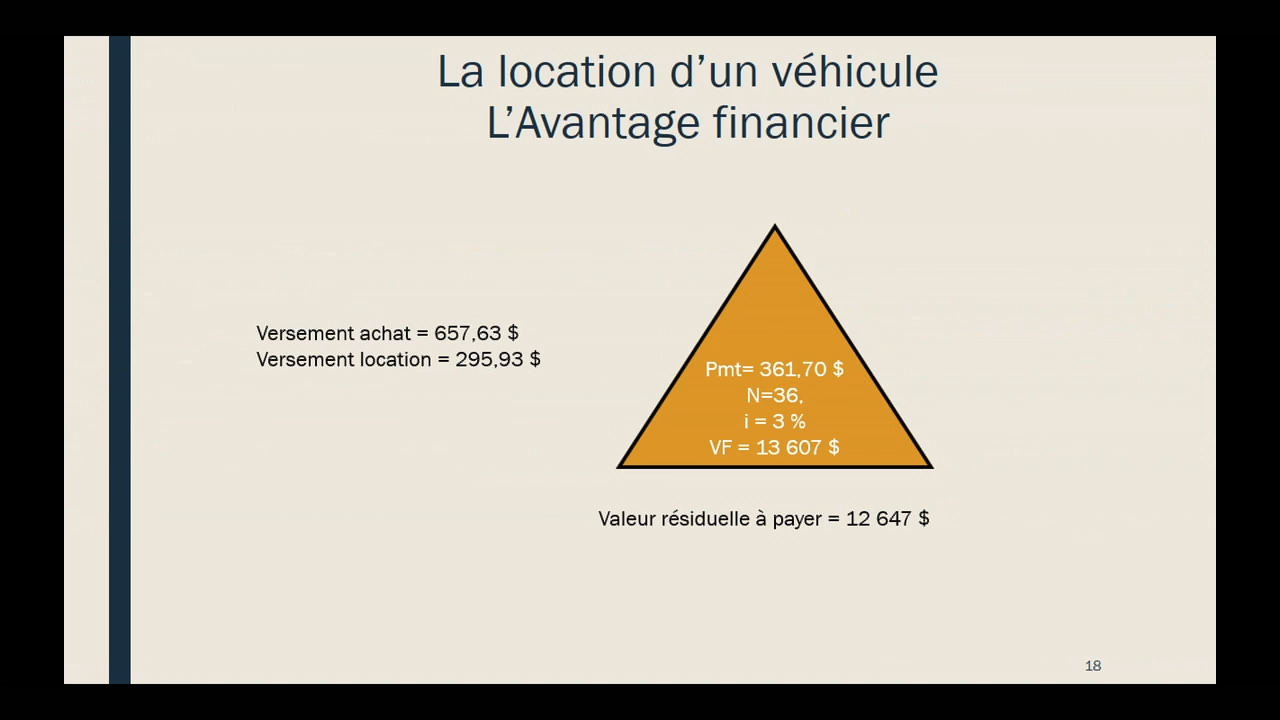 La location d’un véhicule
L’Avantage financier
Versement achat = 657,63 $
Versement location = 295,93 $
Pmt= 361,70 $
N=36,
i = 3 %
VF = 13 607 $
Valeur résiduelle à payer = 12 647 $
18